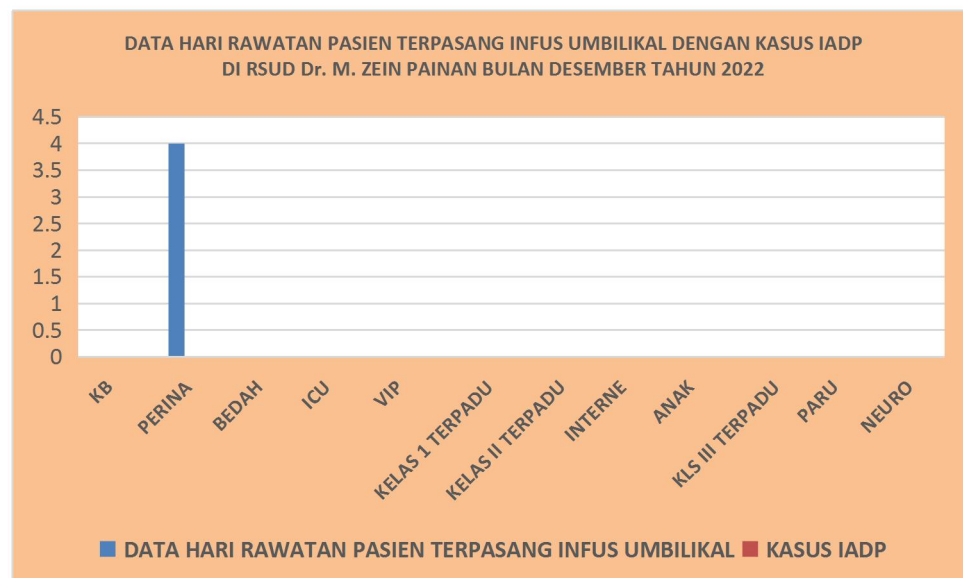 DATA HARI RAWATAN PASIEN TERPASANG INFUS UMBILIKAL DENGAN KASUS IADP
DI RSUD Dr. M. ZEIN PAINAN BULAN DESEMBER TAHUN 2022
4.5
4
3.5
3
2.5
2
1.5
1
0.5
0
KB
PERINA
BEDAH
ICU
VIP
KELAS 1 TERPADU
KELAS II TERPADU
INTERNE
ANAK
KLS III TERPADU
PARU
NEURO
DATA HARI RAWATAN PASIEN TERPASANG INFUS UMBILIKAL
KASUS IADP